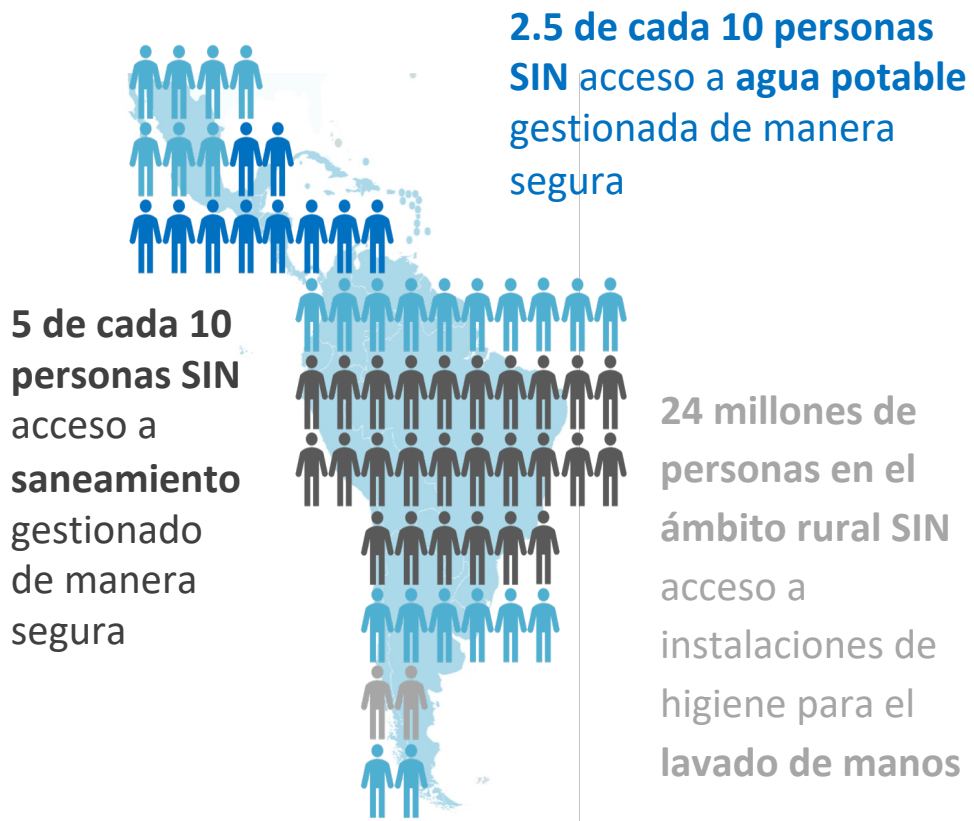 2.5 de cada 10 personas
SIN acceso a agua potable
gestionada de manera
segura
5 de cada 10
personas SIN
acceso a
saneamiento
gestionado
de manera
segura
24 millones de
personas en el
ámbito rural SIN
acceso a
instalaciones de
higiene para el
lavado de manos